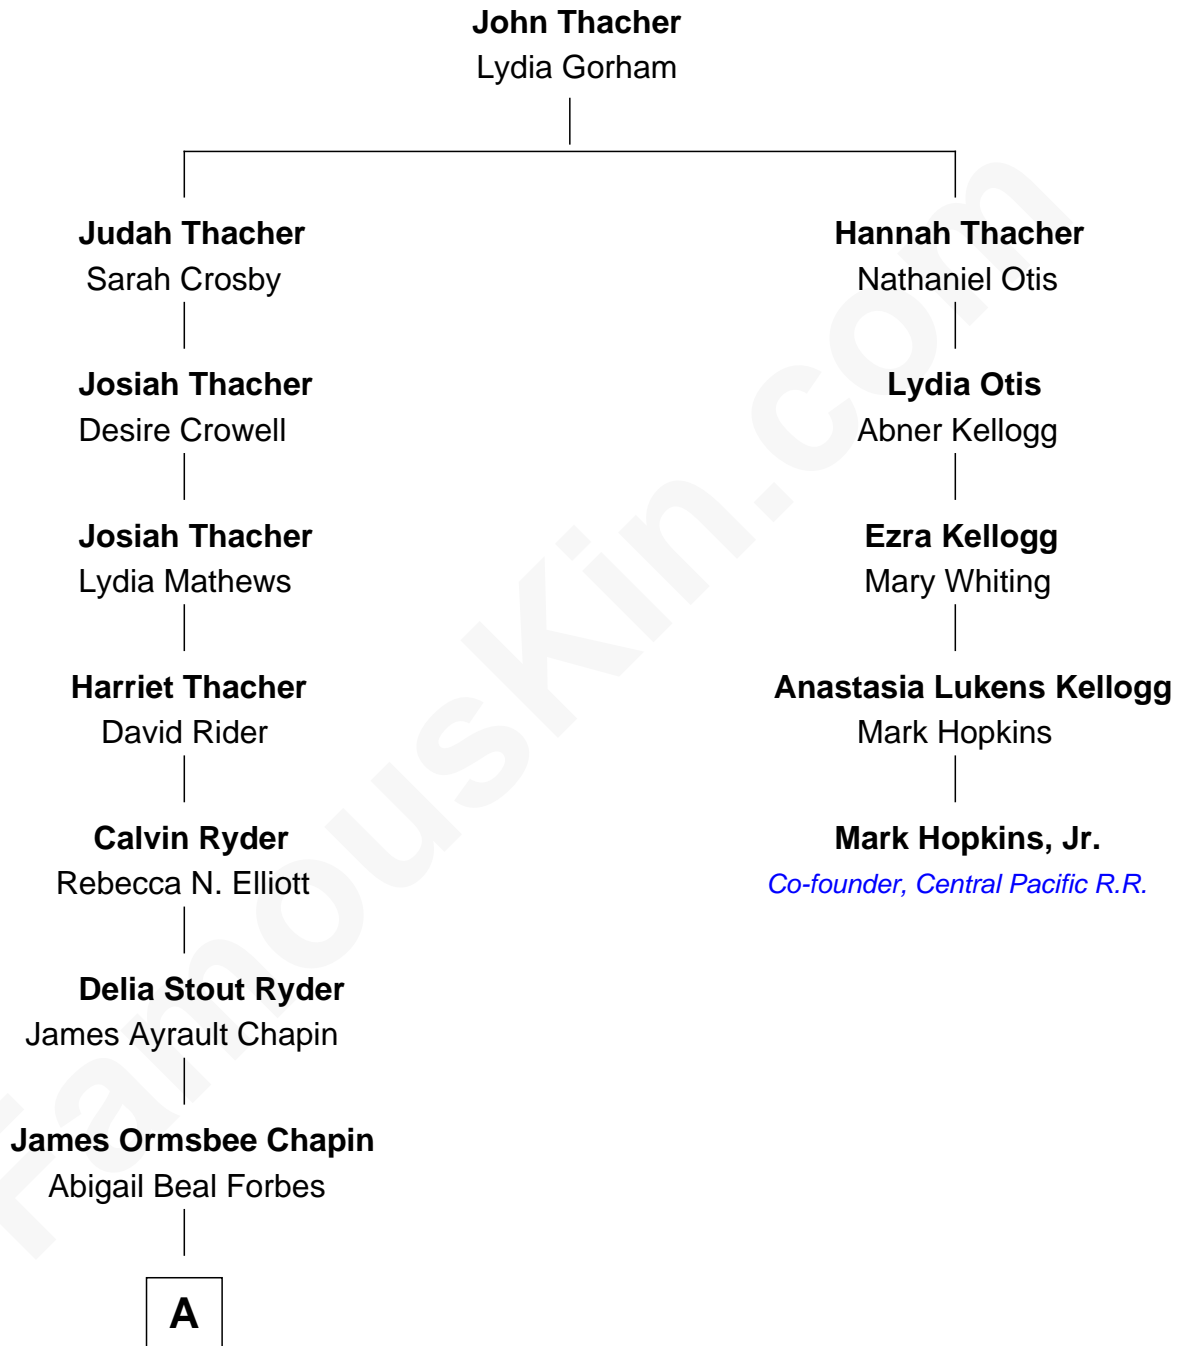 John Thacher
Lydia Gorham
Judah Thacher
Sarah Crosby
Hannah Thacher
Nathaniel Otis
Josiah Thacher
Desire Crowell
Lydia Otis
Abner Kellogg
Josiah Thacher
Lydia Mathews
Ezra Kellogg
Mary Whiting
Harriet Thacher
David Rider
Anastasia Lukens Kellogg
Mark Hopkins
Calvin Ryder
Rebecca N. Elliott
Mark Hopkins, Jr.
Co-founder, Central Pacific R.R.
Delia Stout Ryder
James Ayrault Chapin
James Ormsbee Chapin
Abigail Beal Forbes
A
FamousKin.com